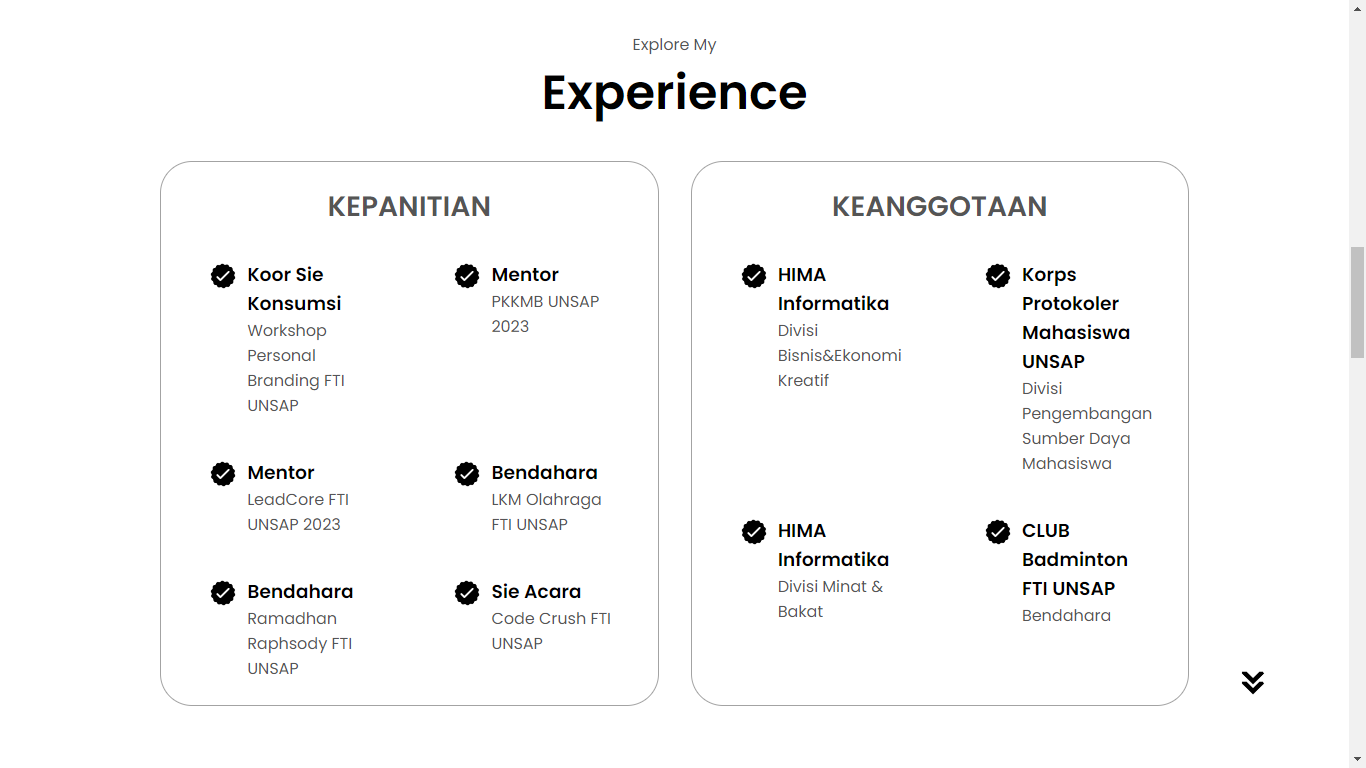 Explore My
Experience
KEPANITIAN
Koor Sie
Konsumsi
Workshop
Personal
Branding FTI
UNSAP
Mentor
PKKMB UNSAP
2023
Mentor
LeadCore FTI
UNSAP 2023
Bendahara
LKM Olahraga
FTI UNSAP
Bendahara
Ramadhan
Raphsody FTI
UNSAP
Sie Acara
Code Crush FTI
UNSAP
KEANGGOTAAN
HIMA
Informatika
Divisi
Bisnis&Ekonomi
Kreatif
Korps
Protokoler
Mahasiswa
UNSAP
Divisi
Pengembangan
Sumber Daya
Mahasiswa
HIMA
Informatika
Divisi Minat &
Bakat
CLUB
Badminton
FTI UNSAP
Bendahara